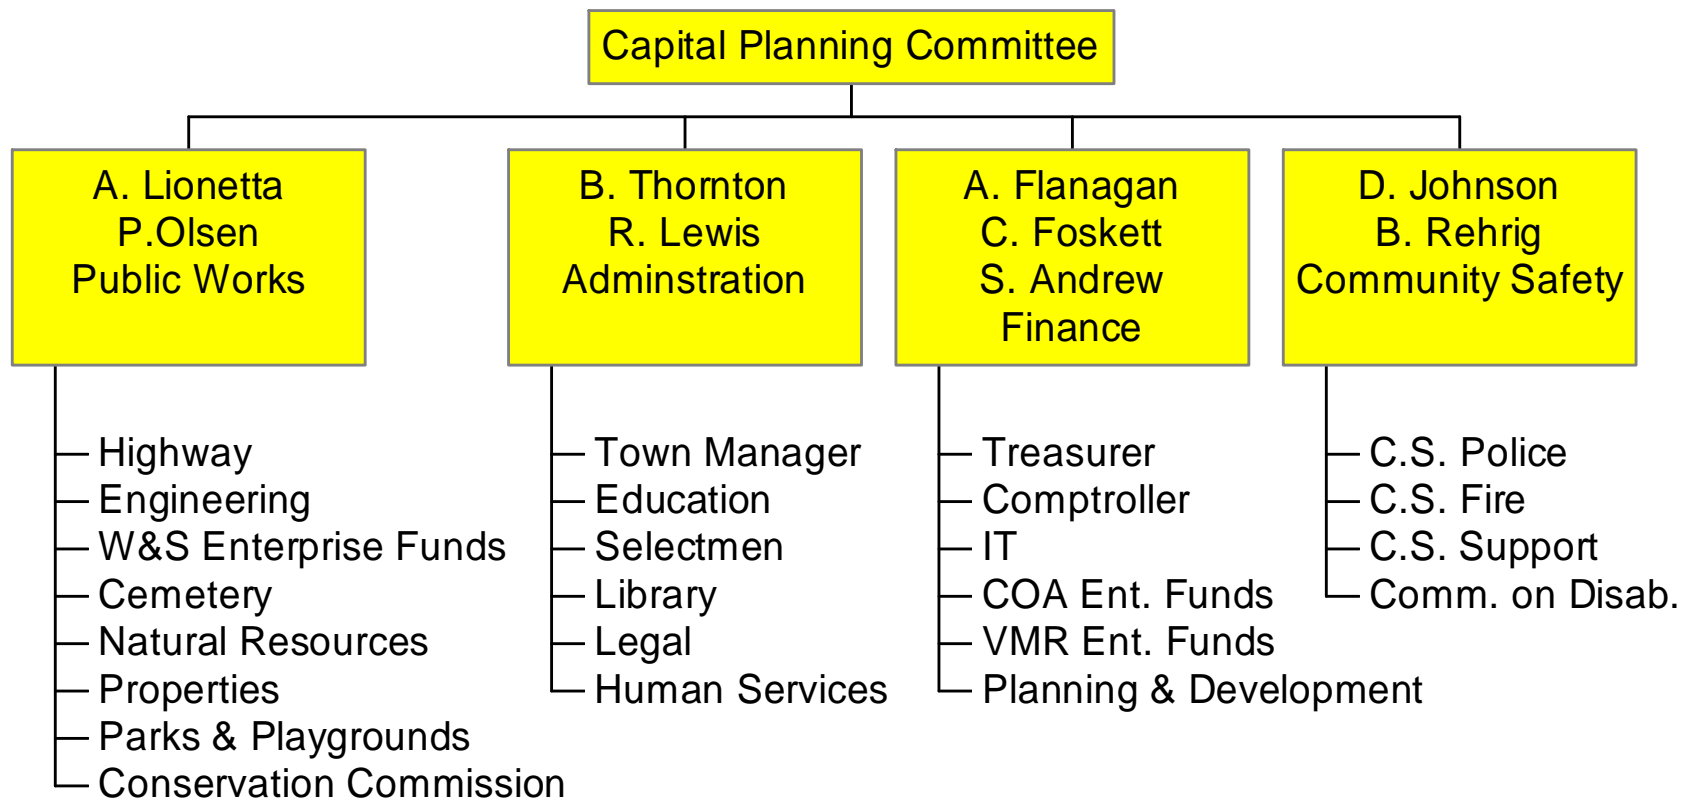 Capital Planning Committee
A. Lionetta
P.Olsen
Public Works
B. Thornton
R. Lewis
Adminstration
A. Flanagan
C. Foskett
S. Andrew
Finance
D. Johnson
B. Rehrig
Community Safety
Highway
Engineering
W&S Enterprise Funds
Cemetery
Natural Resources
Properties
Parks & Playgrounds
Conservation Commission
Town Manager
Education
Selectmen
Library
Legal
Human Services
Treasurer
Comptroller
IT
COA Ent. Funds
VMR Ent. Funds
Planning & Development
C.S. Police
C.S. Fire
C.S. Support
Comm. on Disab.